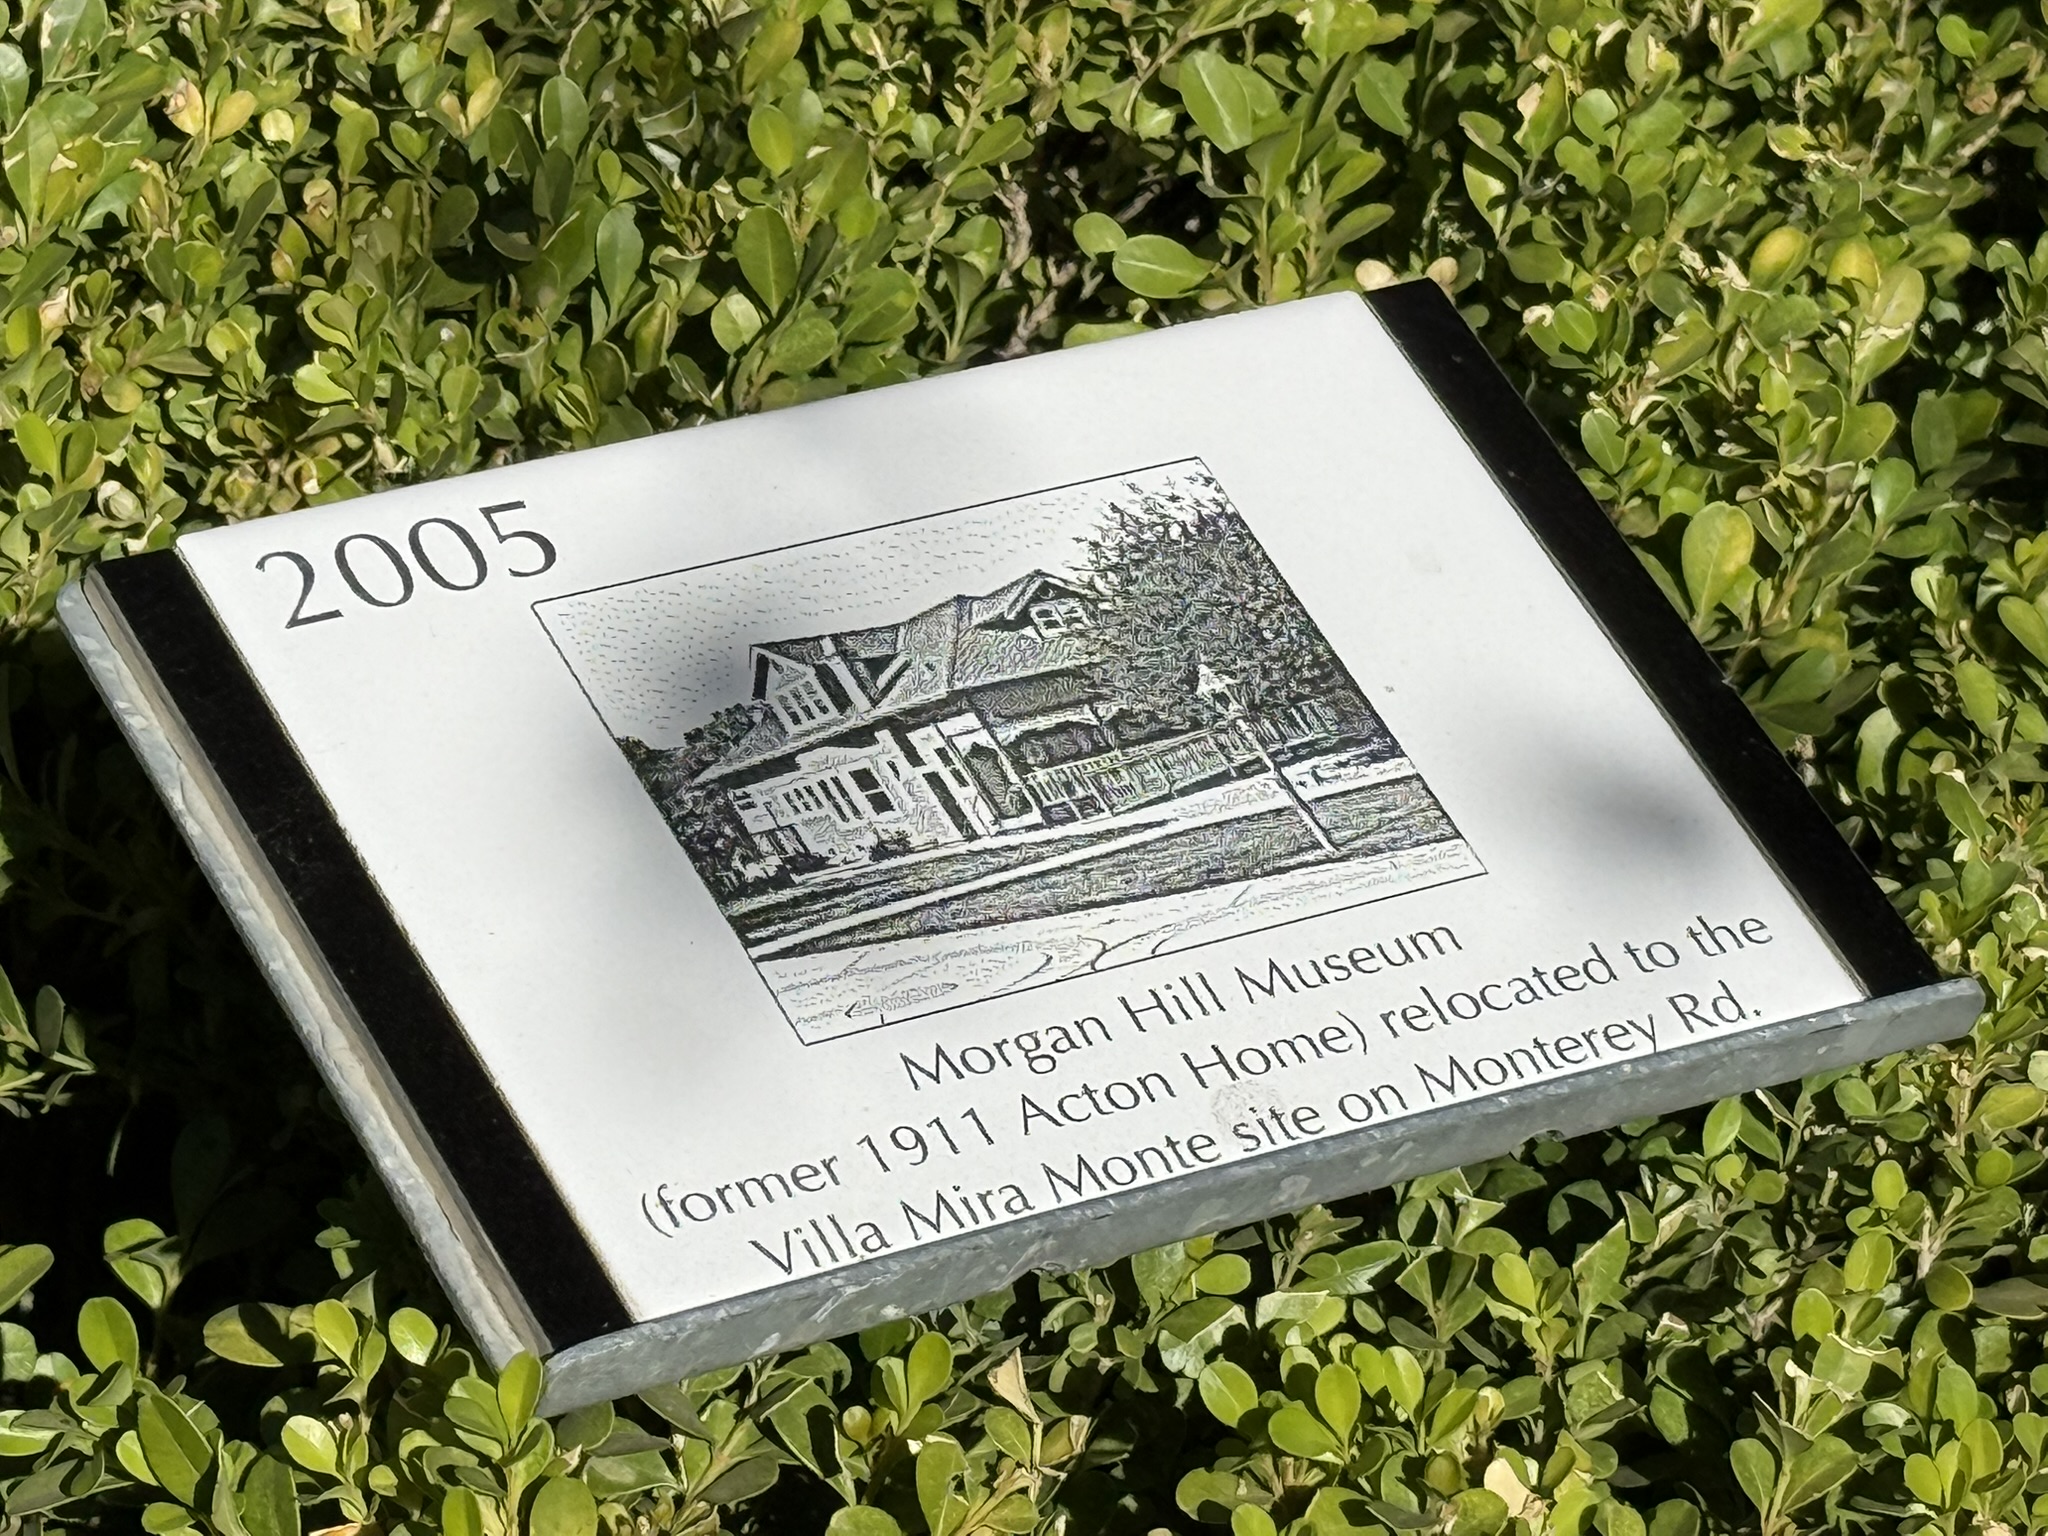 2005
Morgan Hill Museum
(former 1911 Acton Home) relocated to the
Villa Mira Monte site on Monterey Rd.